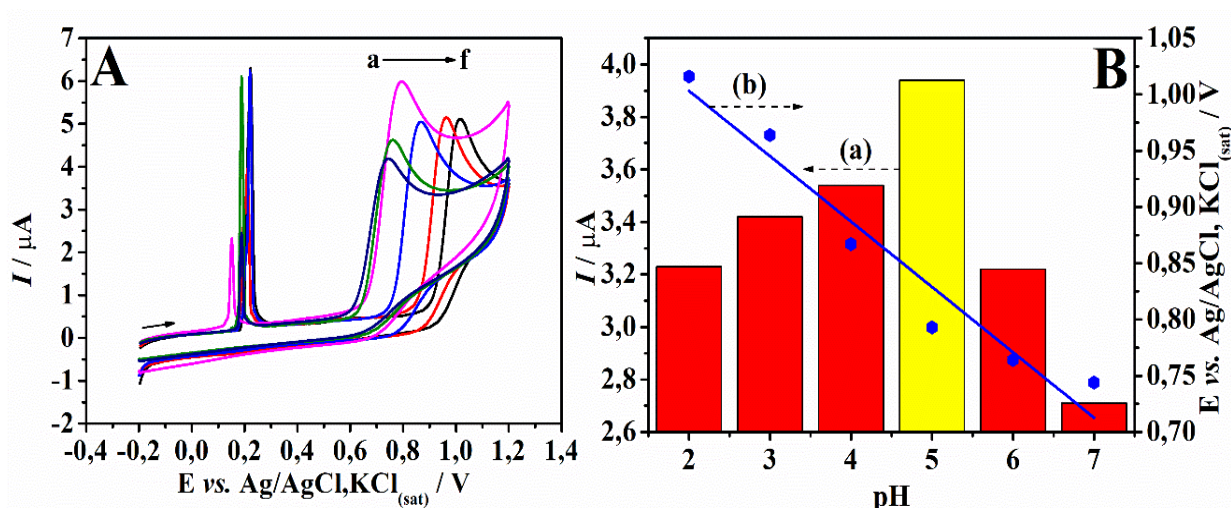 A
a f
7
6
5
4
3
2
1
0
-1
-2
I / μA
-0,4 -0,2 0,0 0,2 0,4 0,6 0,8 1,0 1,2 1,4
E vs. Ag/AgCl,KCl(sat) / V
B
(b)
(a)
4,0
3,8
3,6
3,4
3,2
3,0
2,8
2,6
I / μA
1,05
1,00
0,95
0,90
0,85
0,80
0,75
0,70
E vs. Ag/AgCl, KCl(sat) / V
2 3 4 5 6 7
pH